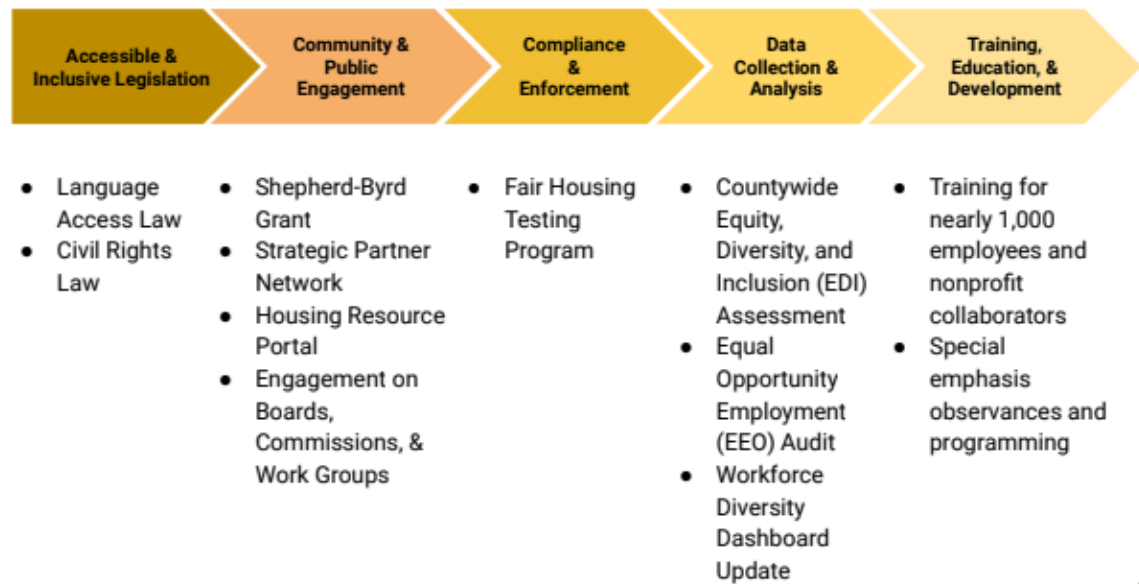 Accessible &
Inclusive Legislation
Community &
Public
Engagement
Compliance
&
Enforcement
Data
Collection &
Analysis
Training,
Education, &
Development
● Language
Access Law
● Civil Rights
Law
● Shepherd-Byrd
Grant
● Strategic Partner
Network
● Housing Resource
Portal
● Engagement on
Boards,
Commissions, &
Work Groups
● Fair Housing
Testing
Program
● Countywide
Equity,
Diversity, and
Inclusion (EDI)
Assessment
● Equal
Opportunity
Employment
(EEO) Audit
● Workforce
Diversity
Dashboard
Update
● Training for
nearly 1,000
employees and
nonprofit
collaborators
● Special
emphasis
observances and
programming